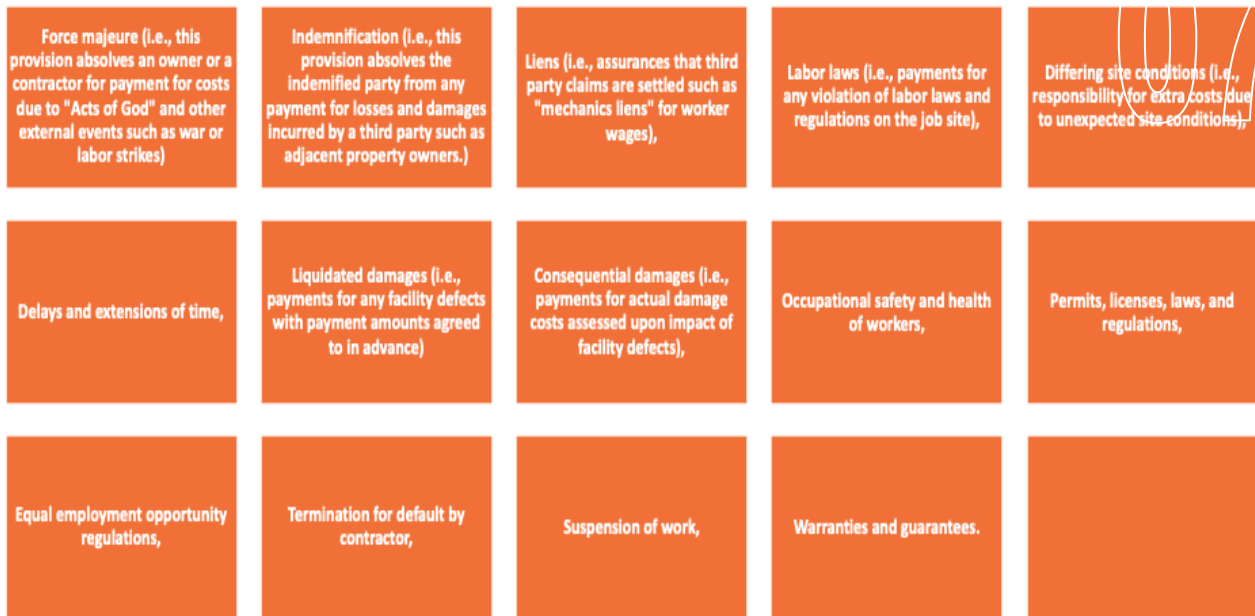 Force majeure (i.e., this
provision absolves an owner or a
contractor for payment for costs
due to "Acts of God" and other
external events such as war or
labor strikes)
Indemnification (i.e., this
provision absolves the
indemified party from any
payment for losses and damages
incurred by a third party such as
adjacent property owners.)
Liens (i.e., assurances that third
party claims are settled such as
"mechanics liens" for worker
wages),
Labor laws (i.e., payments for
any violation of labor laws and
regulations on the job site),
Differing site conditions (i.e.,
responsibility for extra costs due
to unexpected site conditions),
Delays and extensions of time,
Liquidated damages (i.e.,
payments for any facility defects
with payment amounts agreed
to in advance)
Consequential damages (i.e.,
payments for actual damage
costs assessed upon impact of
facility defects),
Occupational safety and health
of workers,
Permits, licenses, laws, and
regulations,
Equal employment opportunity
regulations,
Termination for default by
contractor,
Suspension of work,
Warranties and guarantees.